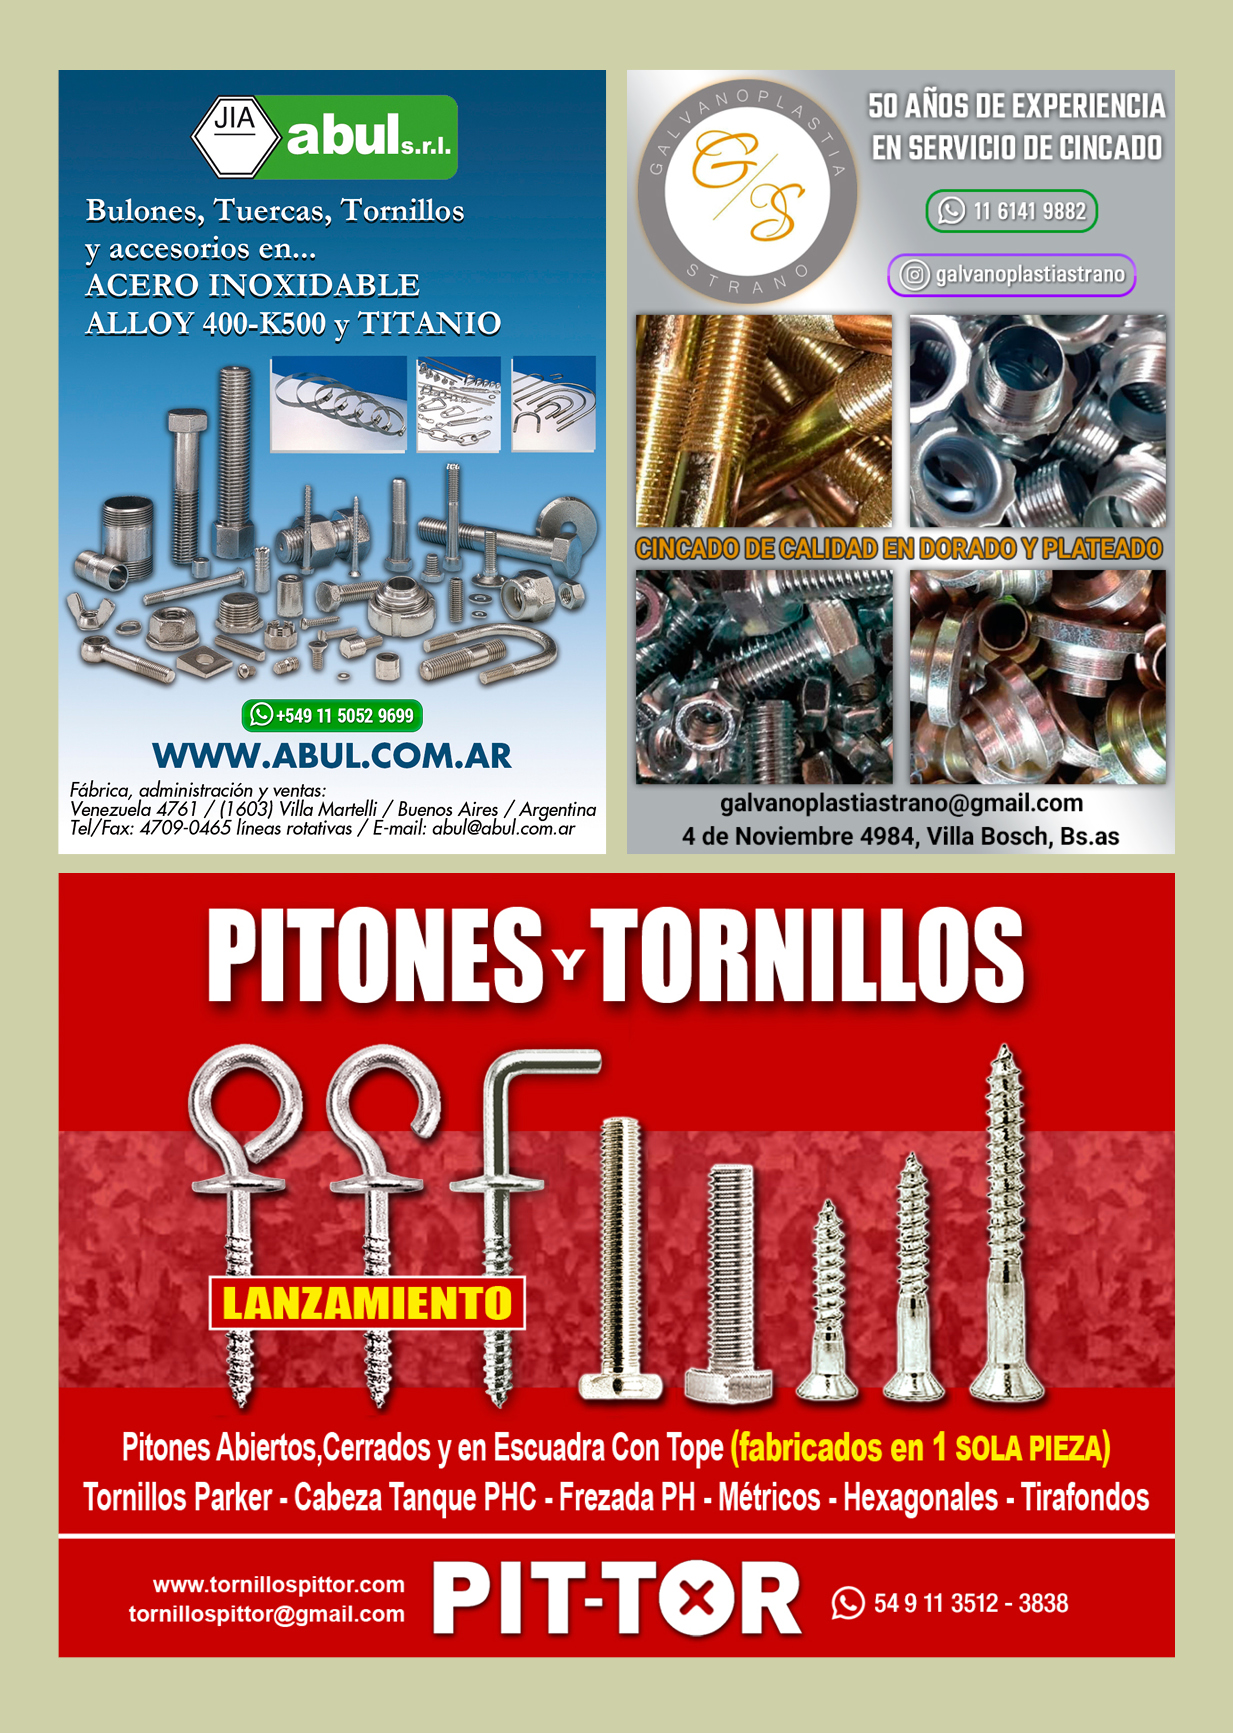 JIA
abul s.r.l.
Bulones, Tuercas, Tornillos
y accesorios en...
ACERO INOXIDABLE
ALLOY 400-K500 y TITANIO
+549 11 5052 9699
WWW.ABUL.COM.AR
Fábrica, administración y ventas:
Venezuela 4761 / (1603) Villa Martelli / Buenos Aires / Argentina
Tel/Fax: 4709-0465 líneas rotativas / E-mail: abul@abul.com.ar
GALVANOPLASTIA
G/S
STRANO
50 AÑOS DE EXPERIENCIA
EN SERVICIO DE CINCADO
11 6141 9882
galvanoplastiastrano
CINCADO DE CALIDAD EN DORADO Y PLATEADO
galvanoplastiastrano@gmail.com
4 de Noviembre 4984, Villa Bosch, Bs.as
PITONES Y TORNILLOS
LANZAMIENTO
Pitones Abiertos,Cerrados y en Escuadra Con Tope (fabricados en 1 SOLA PIEZA)
Tornillos Parker - Cabeza Tanque PHC - Frezada PH - Métricos - Hexagonales - Tirafondos
www.tornillospittor.com
tornillospittor@gmail.com
PIT-TOR
54 9 11 3512 - 3838